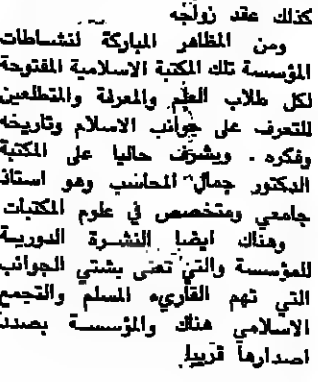 كذلك عقد زواجه
ومن المظاهر المباركة لنشاطات
المؤسسة تلك المكتبة الاسلامية المفتوحة
لكل طلاب العلم والمعرفة والمتطلعين
للتعرف على جوانب الاسلام وتاريخه
وفكره . ويشرف حاليا على المكتبة
الدكتور جمال المحاسب وهو استاذ
جامعي ومتخصص في علوم المكتبات
وهناك ايضا النشرة الدورية
للمؤسسة والتي تعنى بشتي الجوانب
التي تهم القاريء المسلم والتجمع
الاسلامي هناك والمؤسسة بصدد
اصدارها قريبا